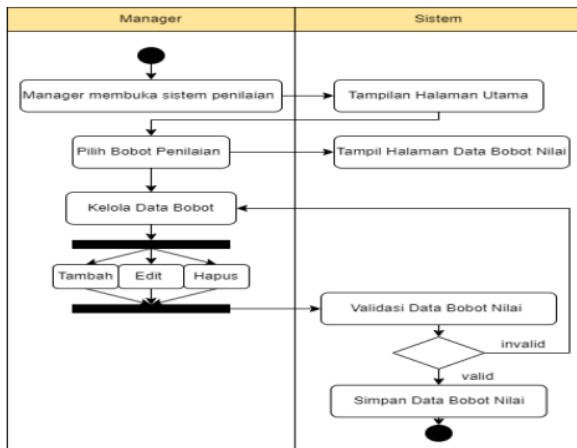 Manager
Sistem
Manager membuka sistem penilaian
Tampilan Halaman Utama
Pilih Bobot Penilaian
Tampil Halaman Data Bobot Nilai
Kelola Data Bobot
Tambah
Edit
Hapus
Validasi Data Bobot Nilai
invalid
valid
Simpan Data Bobot Nilai